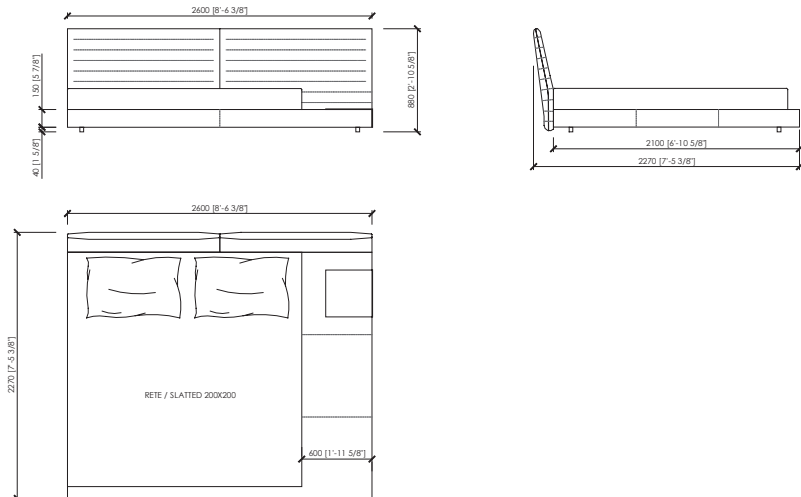 2600 [8'-6 3/8"]
150 [5 7/8"]
40 [1 5/8"]
880 [2'-10 5/8"]
2100 [6'-10 5/8"]
2270 [7'-5 3/8"]
2600 [8'-6 3/8"]
2270 [7'-5 3/8"]
RETE / SLATTED 200X200
600 [1'-11 5/8"]